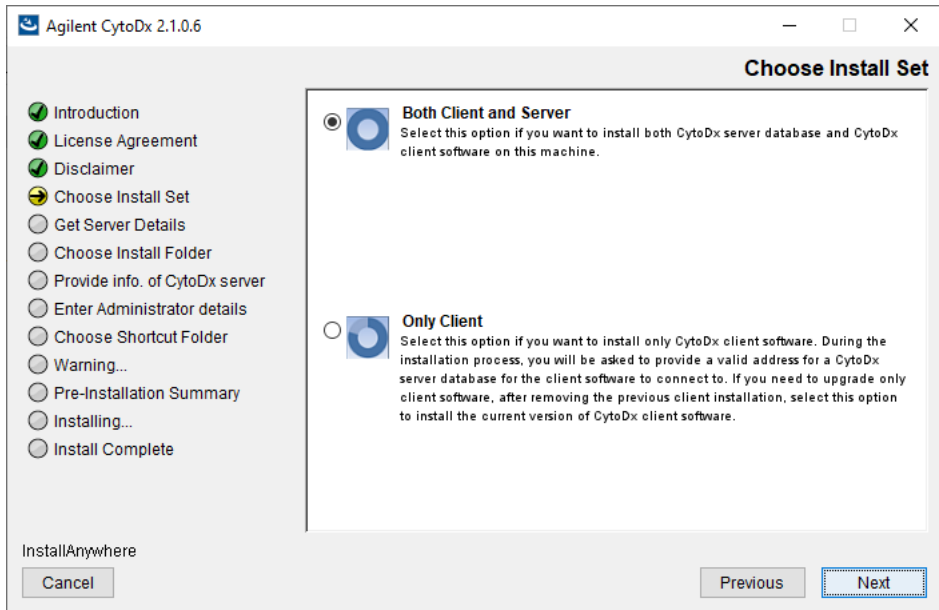 Agilent CytoDx 2.1.0.6
Choose Install Set
Introduction
License Agreement
Disclaimer
Choose Install Set
Get Server Details
Choose Install Folder
Provide info. of CytoDx server
Enter Administrator details
Choose Shortcut Folder
Warning...
Pre-Installation Summary
Installing...
Install Complete
Both Client and Server
Select this option if you want to install both CytoDx server database and CytoDx
client software on this machine.
Only Client
Select this option if you want to install only CytoDx client software. During the
installation process, you will be asked to provide a valid address for a CytoDx
server database for the client software to connect to. If you need to upgrade only
client software, after removing the previous client installation, select this option
to install the current version of CytoDx client software.
InstallAnywhere
Cancel
Previous
Next